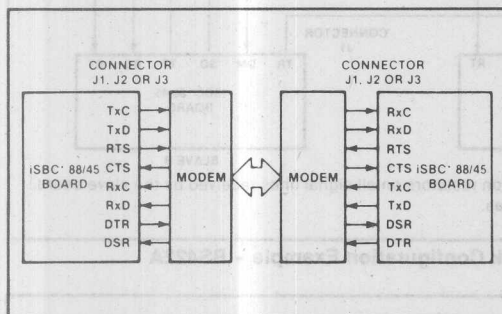 CONNECTOR
J1, J2 OR J3
CONNECTOR
J1, J2 OR J3
iSBC® 88/45
BOARD
TxC
TxD
RTS
CTS
RxC
RxD
DTR
DSR
MODEM
MODEM
RxC
RxD
RTS
CTS
TxC
TxD
DSR
DTR
iSBC® 88/45
BOARD